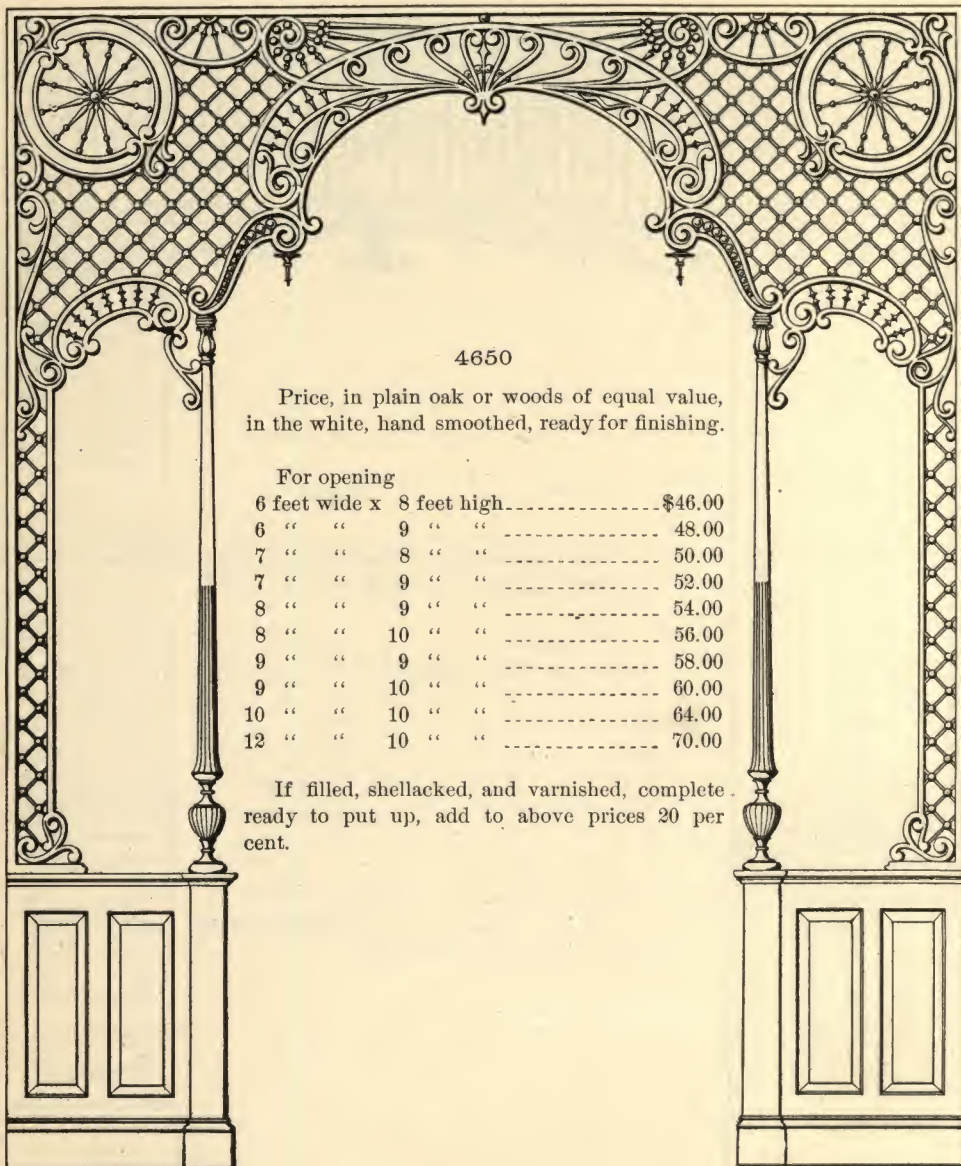 4650
Price, in plain oak or woods of equal value,
in the white, hand smoothed, ready for finishing.
For opening
6 feet wide x 8 feet high $46.00
6 “ “ 9 “ “ 48.00
7 “ “ 8 “ “ 50.00
7 “ “ 9 “ “ 52.00
8 “ “ 9 “ “ 54.00
8 “ “ 10 “ “ 56.00
9 “ “ 9 “ “ 58.00
9 “ “ 10 “ “ 60.00
10 “ “ 10 “ “ 64.00
12 “ “ 10 “ “ 70.00
If filled, shellacked, and varnished, complete
ready to put up, add to above prices 20 per
cent.